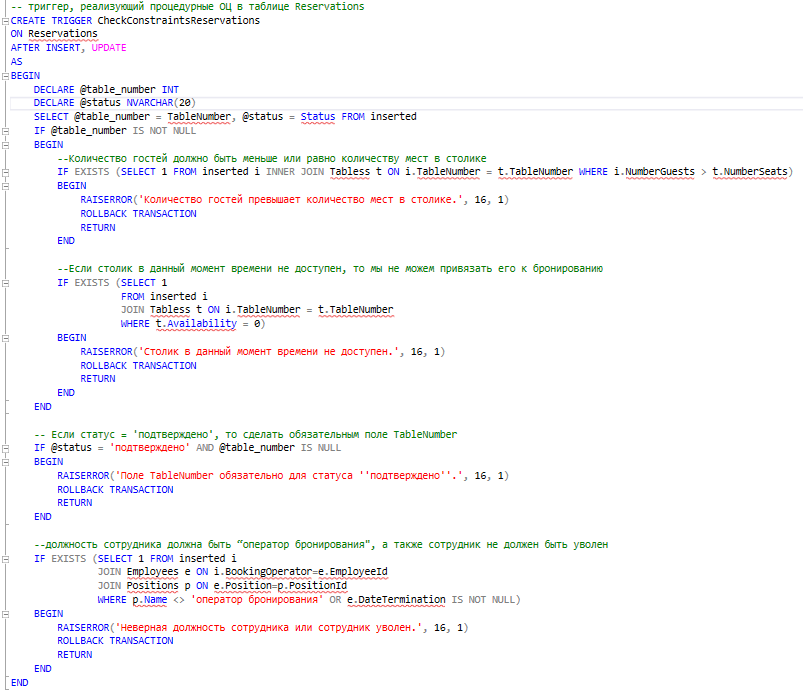 -- триггер, реализующий процедурные ОЦ в таблице Reservations
CREATE TRIGGER CheckConstraintsReservations
ON Reservations
AFTER INSERT, UPDATE
AS
BEGIN
    DECLARE @table_number INT
    DECLARE @status NVARCHAR(20)
    SELECT @table_number = TableNumber, @status = Status FROM inserted
    IF @table_number IS NOT NULL
    BEGIN
        --Количество гостей должно быть меньше или равно количеству мест в столике
        IF EXISTS (SELECT 1 FROM inserted i INNER JOIN Tabless t ON i.TableNumber = t.TableNumber WHERE i.NumberGuests > t.NumberSeats)
        BEGIN
            RAISERROR('Количество гостей превышает количество мест в столике.', 16, 1)
            ROLLBACK TRANSACTION
            RETURN
        END
        --Если столик в данный момент времени не доступен, то мы не можем привязать его к бронированию
        IF EXISTS (SELECT 1
                   FROM inserted i
                   JOIN Tabless t ON i.TableNumber = t.TableNumber
                   WHERE t.Availability = 0)
        BEGIN
            RAISERROR('Столик в данный момент времени не доступен.', 16, 1)
            ROLLBACK TRANSACTION
            RETURN
        END
    END
    -- Если статус = 'подтверждено', то сделать обязательным поле TableNumber
    IF @status = 'подтверждено' AND @table_number IS NULL
    BEGIN
        RAISERROR('Поле TableNumber обязательно для статуса ''подтверждено''.', 16, 1)
        ROLLBACK TRANSACTION
        RETURN
    END
    --должность сотрудника должна быть “оператор бронирования", а также сотрудник не должен быть уволен
    IF EXISTS (SELECT 1 FROM inserted i
               JOIN Employees e ON i.BookingOperator=e.EmployeeId
               JOIN Positions p ON e.Position=p.PositionId
               WHERE p.Name <> 'оператор бронирования' OR e.DateTermination IS NOT NULL)
    BEGIN
        RAISERROR('Неверная должность сотрудника или сотрудник уволен.', 16, 1)
        ROLLBACK TRANSACTION
        RETURN
    END
END